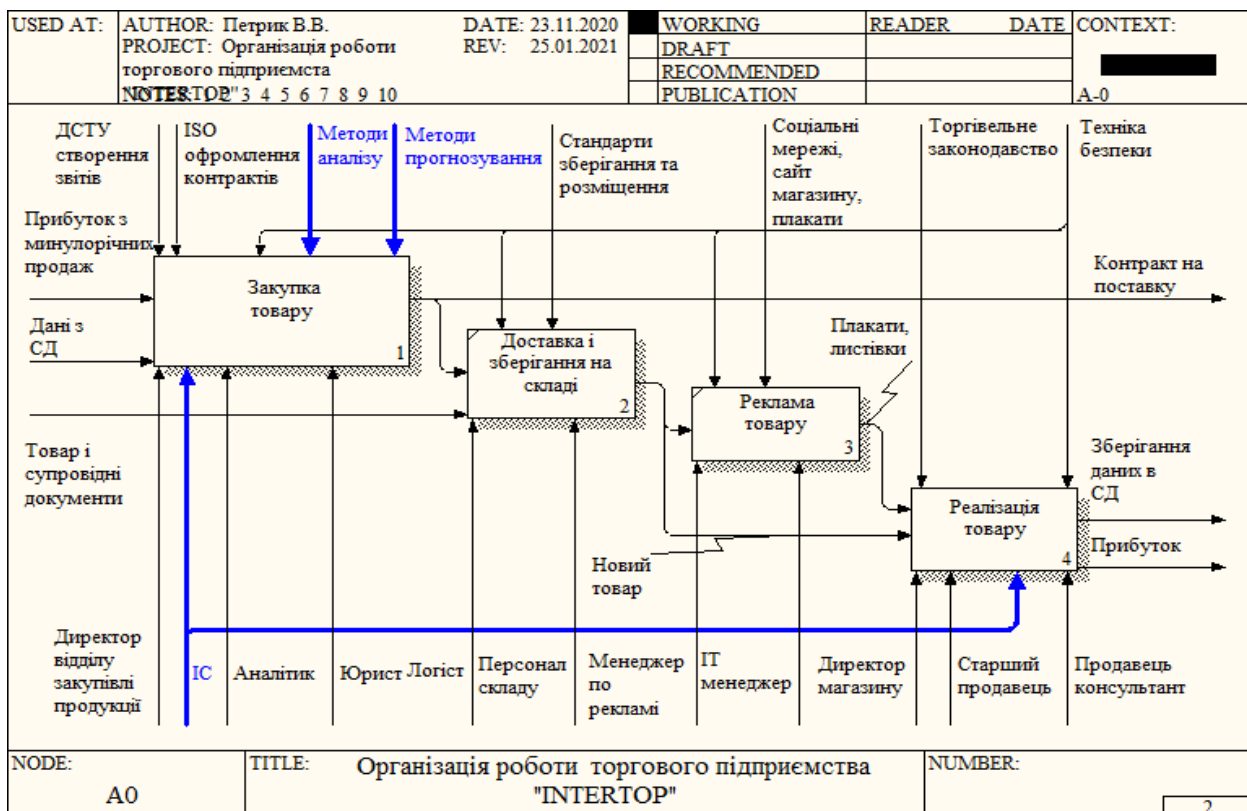 USED AT:
AUTHOR: Петрик В.В.
DATE: 23.11.2020
PROJECT: Організація роботи
REV: 25.01.2021
торгового підприємста
"INTERTOP"
NOTES: 1 2 3 4 5 6 7 8 9 10
WORKING
DRAFT
RECOMMENDED
PUBLICATION
READER
DATE
CONTEXT:
A-0
ДСТУ
створення
звітів
ISO
офромлення
контрактів
Методи
аналізу
Методи
прогнозування
Стандарти
зберігання та
розміщення
Соціальні
мережі,
сайт
магазину,
плакати
Торгівельне
законодавство
Техніка
безпеки
Прибуток з
минулорічних
продаж
Дані з
СД
Закупка
товару
1
Контракт на
поставку
Доставка і
зберігання на
складі
2
Плакати,
листівки
Реклама
товару
3
Товар і
супровідні
документи
Зберігання
даних в
СД
Реалізація
товару
4
Прибуток
Новий
товар
Директор
відділу
закупівлі
продукції
ІС
Аналітик
Юрист
Логіст
Персонал
складу
Менеджер
по
рекламі
ІТ
менеджер
Директор
магазину
Старший
продавець
Продавець
консультант
NODE:
A0
TITLE:
Організація роботи торгового підприємства
"INTERTOP"
NUMBER:
2